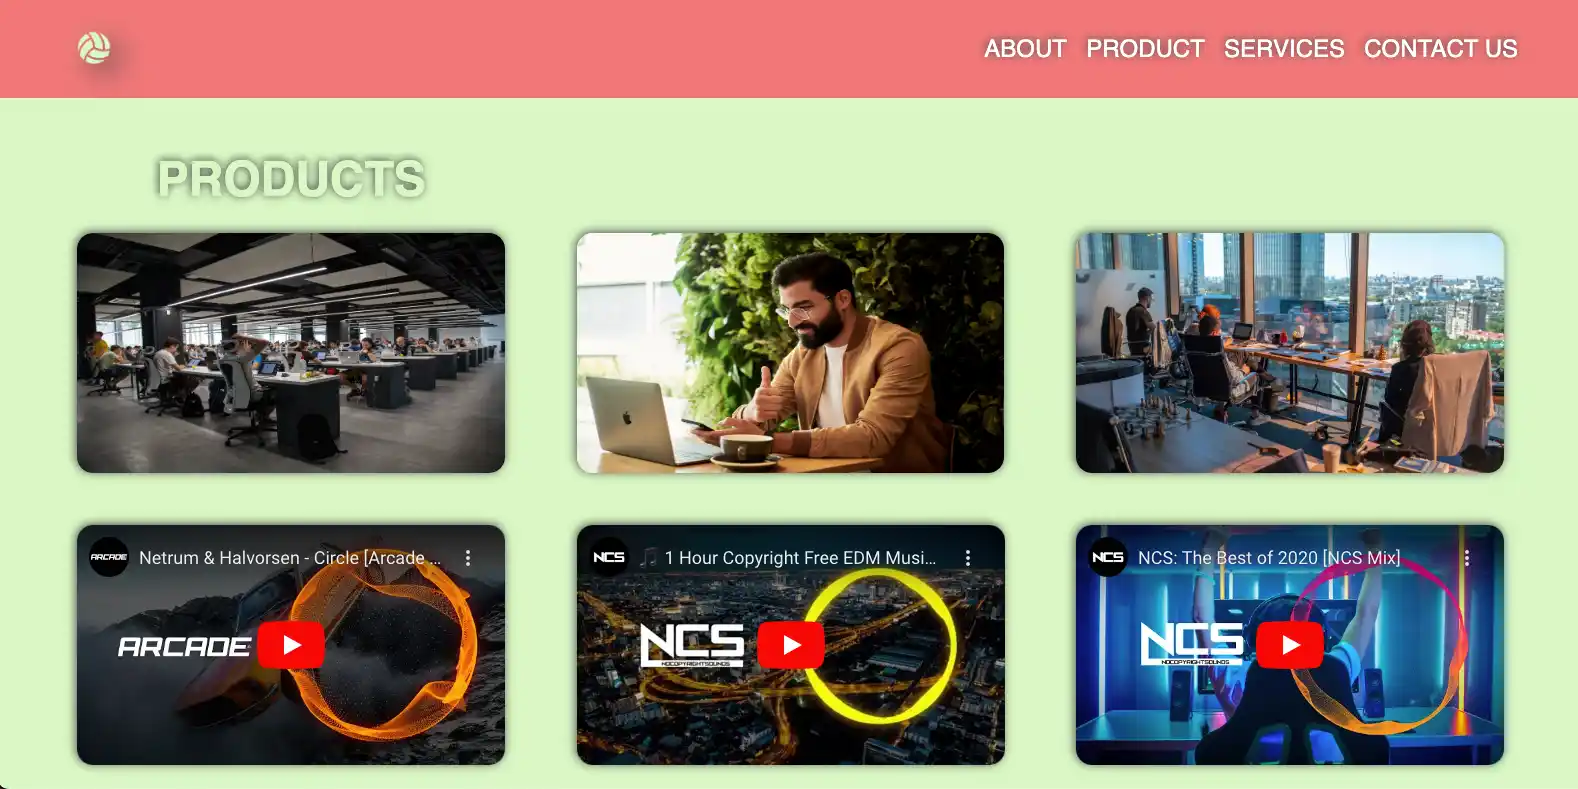 ABOUT PRODUCT SERVICES CONTACT US
PRODUCTS
ARCADE Netrum & Halvorsen - Circle [Arcade ...
ARCADE
NCS 🎵 1 Hour Copyright Free EDM Musi...
NCS
NOCOPYRIGHTSOUNDS
NCS NCS: The Best of 2020 [NCS Mix]
NCS
NOCOPYRIGHTSOUNDS